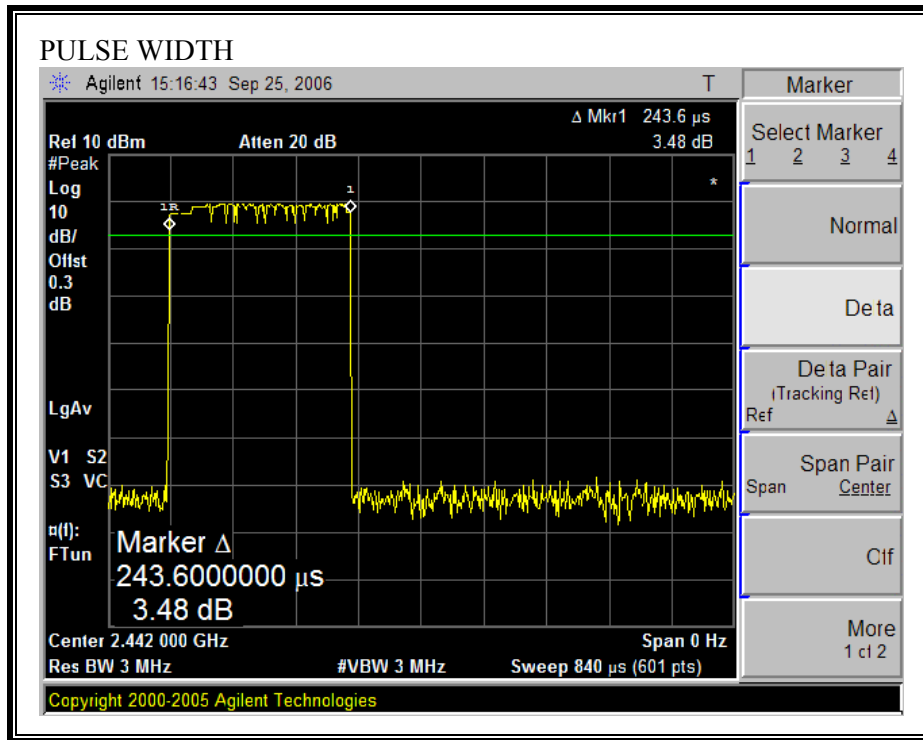 PULSE WIDTH
Agilent 15:16:43 Sep 25, 2006 T
Δ Mkr1 243.6 µs
Ref 10 dBm Atten 20 dB 3.48 dB
#Peak
Log
10
dB/
Offst
0.3
dB
LgAv
V1 S2
S3 VC
¤(f):
FTun
1R
1
*
Marker Δ
243.6000000 µs
3.48 dB
Center 2.442 000 GHz Span 0 Hz
Res BW 3 MHz #VBW 3 MHz Sweep 840 µs (601 pts)
Copyright 2000-2005 Agilent Technologies
Marker
Select Marker
1 2 3 4
Normal
Delta
Delta Pair
(Tracking Ref)
Ref Δ
Span Pair
Span Center
Off
More
1 of 2